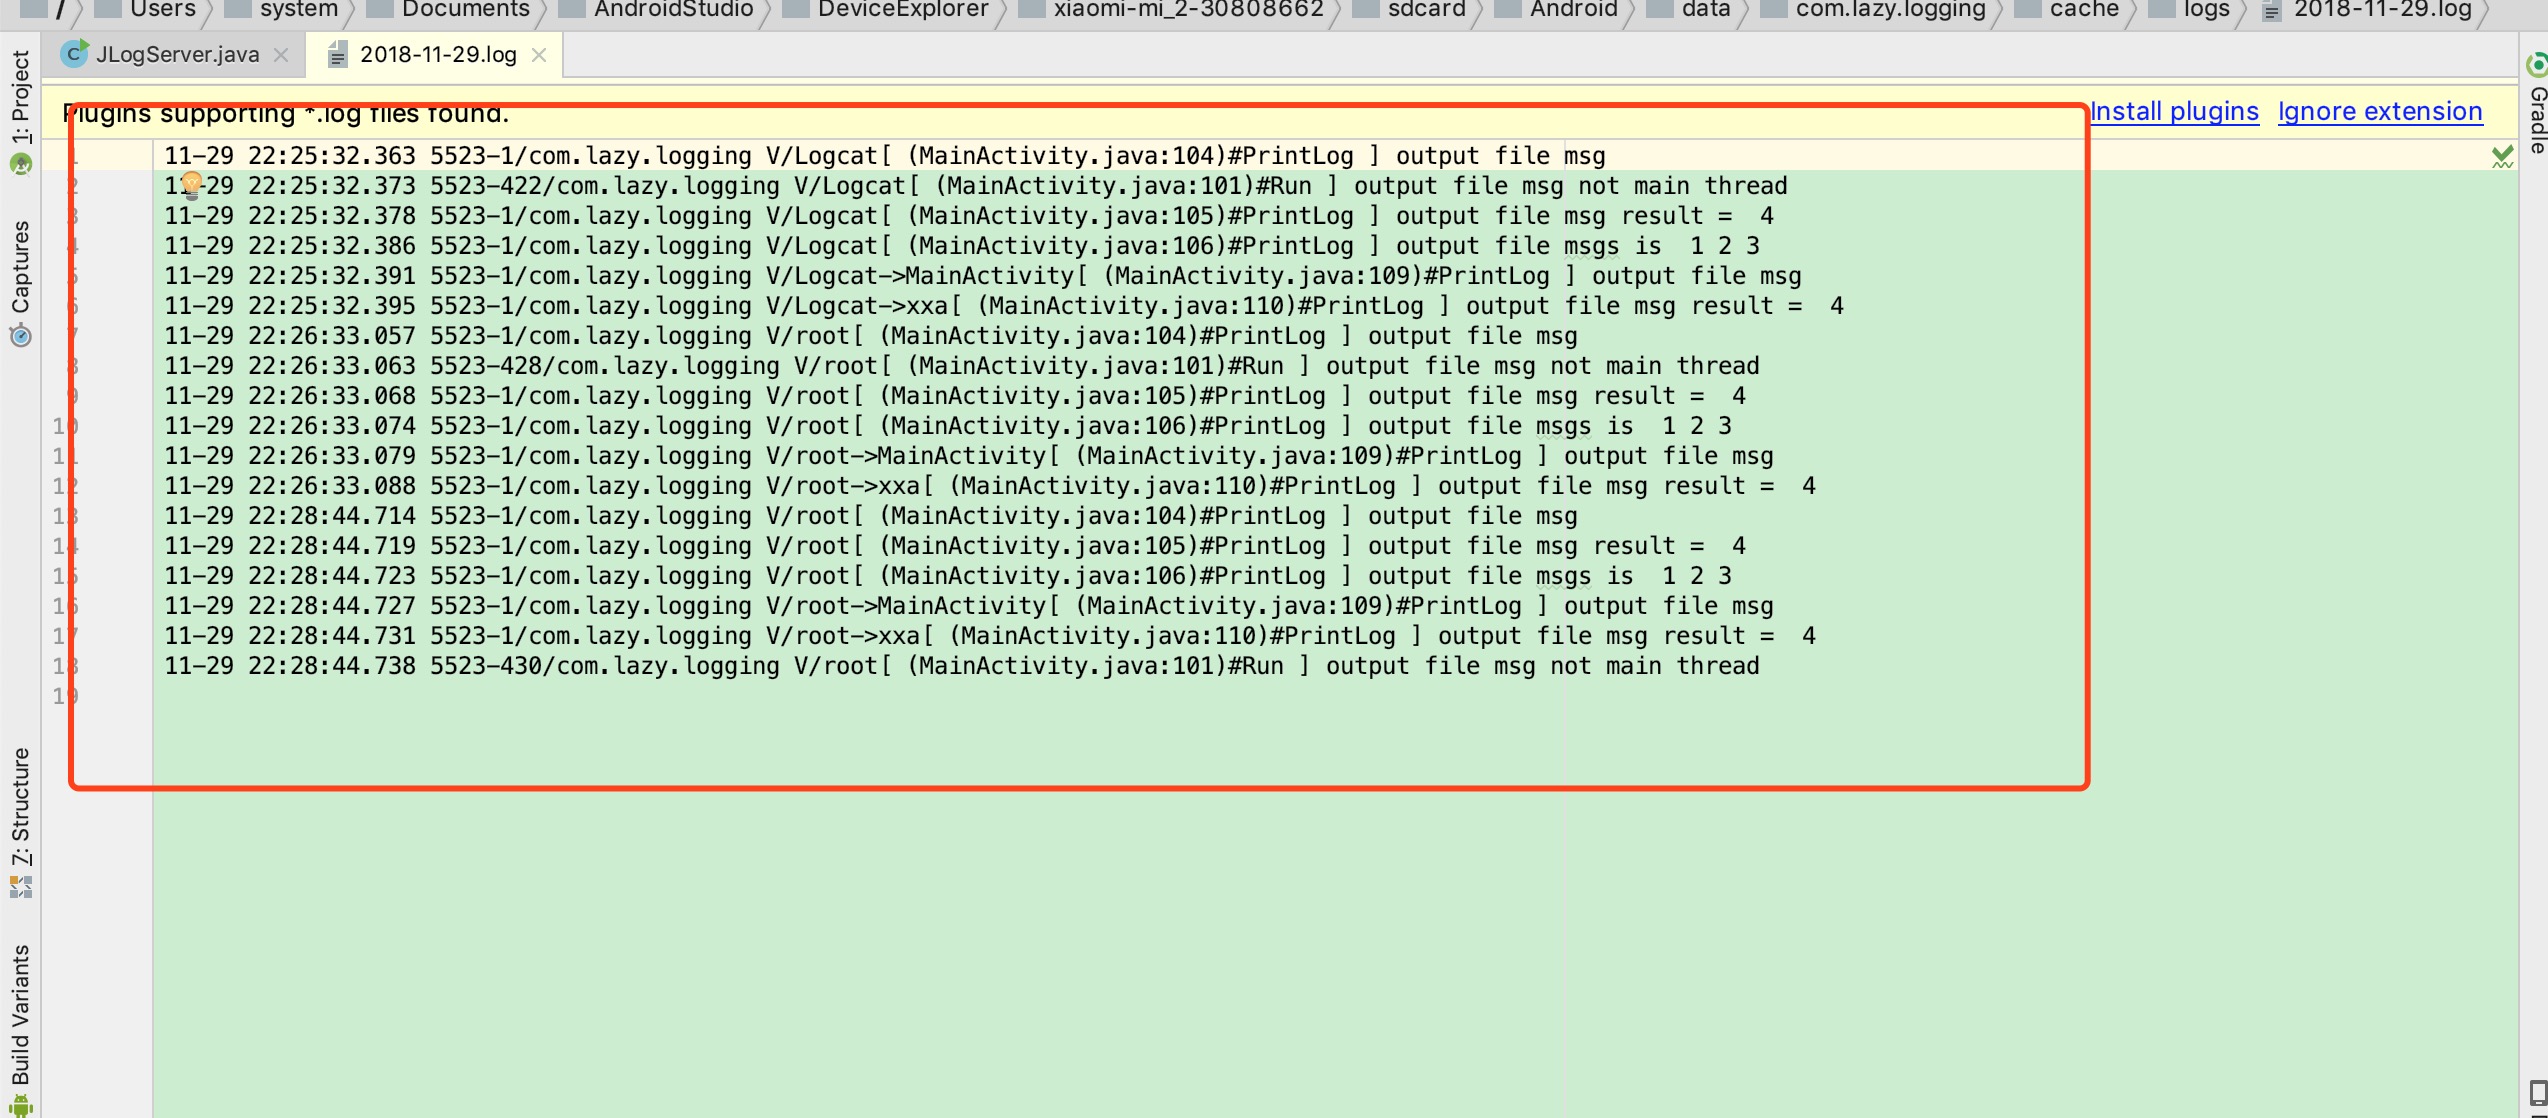 / Users system Documents AndroidStudio DeviceExplorer xiaomi-mi_2-30808662 sdcard Android data com.lazy.logging cache logs 2018-11-29.log
JLogServer.java 2018-11-29.log
Plugins supporting *.log files found. Install plugins Ignore extension
1 11-29 22:25:32.363 5523-1/com.lazy.logging V/Logcat[ (MainActivity.java:104)#PrintLog ] output file msg
2 11-29 22:25:32.373 5523-422/com.lazy.logging V/Logcat[ (MainActivity.java:101)#Run ] output file msg not main thread
3 11-29 22:25:32.378 5523-1/com.lazy.logging V/Logcat[ (MainActivity.java:105)#PrintLog ] output file msg result =  4
4 11-29 22:25:32.386 5523-1/com.lazy.logging V/Logcat[ (MainActivity.java:106)#PrintLog ] output file msgs is  1 2 3
5 11-29 22:25:32.391 5523-1/com.lazy.logging V/Logcat->MainActivity[ (MainActivity.java:109)#PrintLog ] output file msg
6 11-29 22:25:32.395 5523-1/com.lazy.logging V/Logcat->xxa[ (MainActivity.java:110)#PrintLog ] output file msg result =  4
7 11-29 22:26:33.057 5523-1/com.lazy.logging V/root[ (MainActivity.java:104)#PrintLog ] output file msg
8 11-29 22:26:33.063 5523-428/com.lazy.logging V/root[ (MainActivity.java:101)#Run ] output file msg not main thread
9 11-29 22:26:33.068 5523-1/com.lazy.logging V/root[ (MainActivity.java:105)#PrintLog ] output file msg result =  4
10 11-29 22:26:33.074 5523-1/com.lazy.logging V/root[ (MainActivity.java:106)#PrintLog ] output file msgs is  1 2 3
11 11-29 22:26:33.079 5523-1/com.lazy.logging V/root->MainActivity[ (MainActivity.java:109)#PrintLog ] output file msg
12 11-29 22:26:33.088 5523-1/com.lazy.logging V/root->xxa[ (MainActivity.java:110)#PrintLog ] output file msg result =  4
13 11-29 22:28:44.714 5523-1/com.lazy.logging V/root[ (MainActivity.java:104)#PrintLog ] output file msg
14 11-29 22:28:44.719 5523-1/com.lazy.logging V/root[ (MainActivity.java:105)#PrintLog ] output file msg result =  4
15 11-29 22:28:44.723 5523-1/com.lazy.logging V/root[ (MainActivity.java:106)#PrintLog ] output file msgs is  1 2 3
16 11-29 22:28:44.727 5523-1/com.lazy.logging V/root->MainActivity[ (MainActivity.java:109)#PrintLog ] output file msg
17 11-29 22:28:44.731 5523-1/com.lazy.logging V/root->xxa[ (MainActivity.java:110)#PrintLog ] output file msg result =  4
18 11-29 22:28:44.738 5523-430/com.lazy.logging V/root[ (MainActivity.java:101)#Run ] output file msg not main thread
19
1: Project
Captures
7: Structure
Build Variants
Gradle